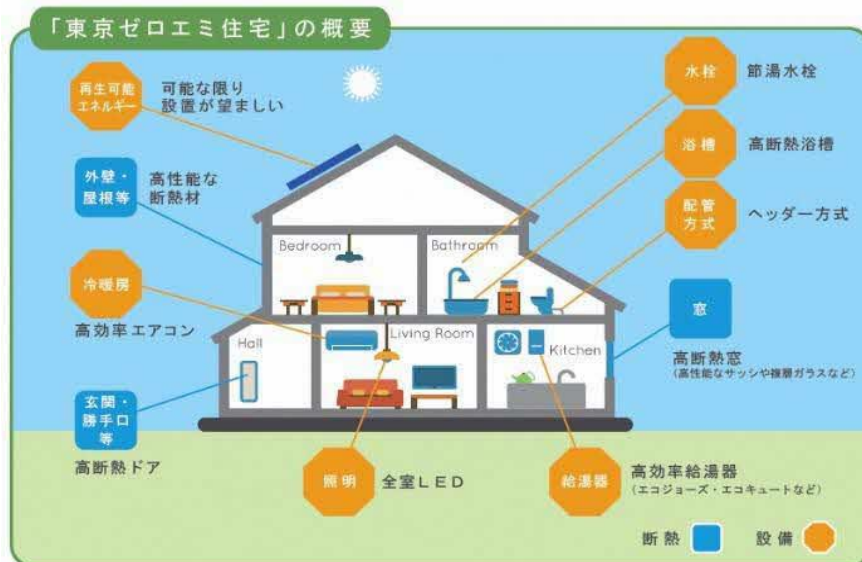 「東京ゼロエミ住宅」の概要
再生可能
エネルギー
可能な限り
設置が望ましい
外壁・
屋根等
高性能な
断熱材
冷暖房
高効率エアコン
玄関・
勝手口
等
高断熱ドア
水栓
節湯水栓
浴槽
高断熱浴槽
配管
方式
ヘッダー方式
窓
高断熱窓
(高性能なサッシや複層ガラスなど)
Bedroom
Bathroom
Hall
Living Room
Kitchen
照明
全室LED
給湯器
高効率給湯器
(エコジョーズ・エコキュートなど)
断熱
設備